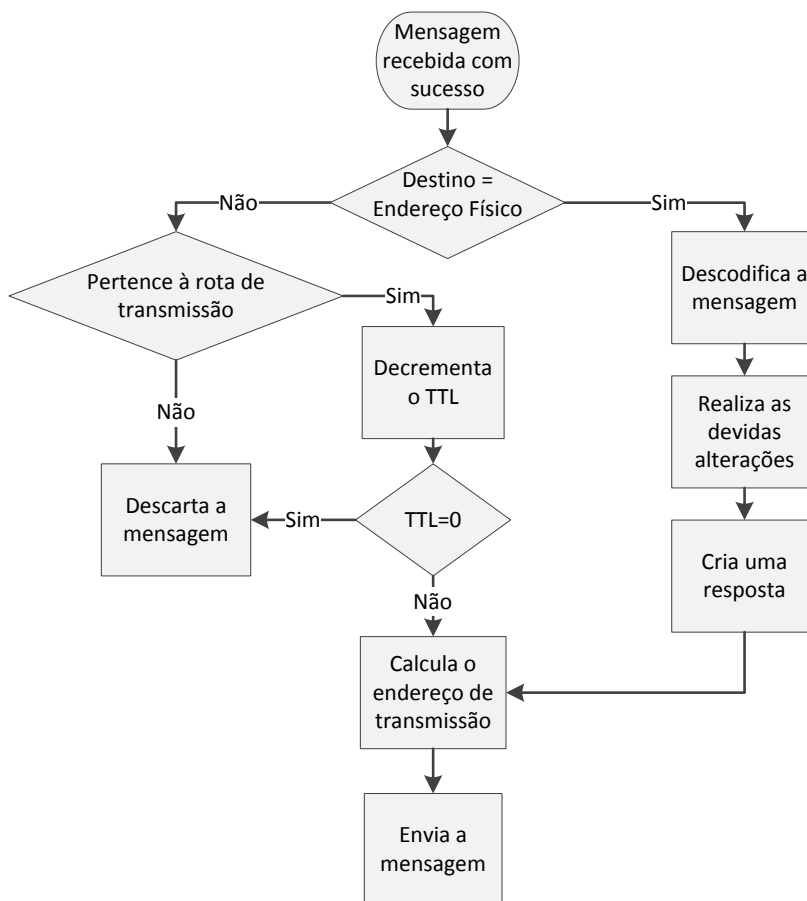 Mensagem
recebida com
sucesso
Destino =
Endereço Físico
Não
Sim
Pertence à rota de
transmissão
Sim
Descodifica a
mensagem
Decrementa
o TTL
Não
Realiza as
devidas
alterações
Descarta a
mensagem
Sim
TTL=0
Cria uma
resposta
Não
Calcula o
endereço de
transmissão
Envia a
mensagem